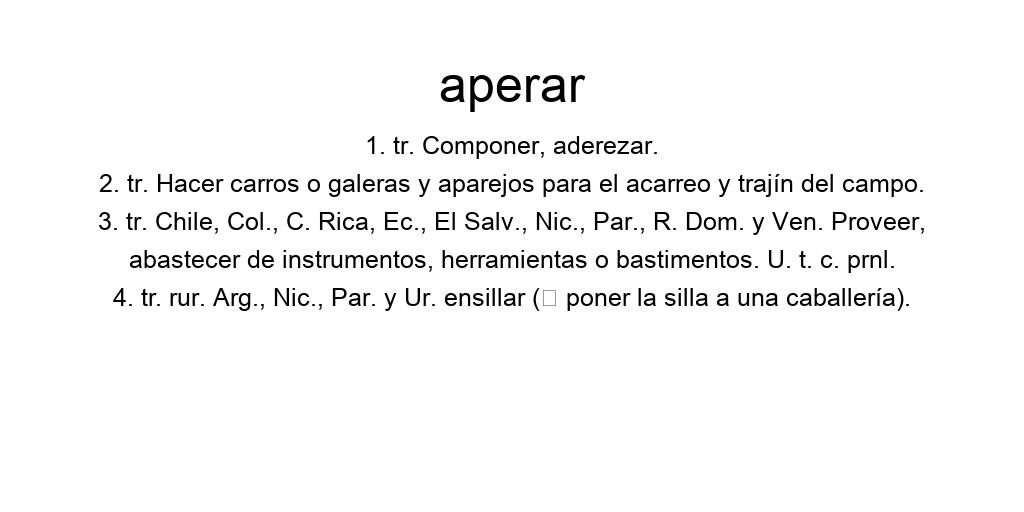 aperar
1. tr. Componer, aderezar.
2. tr. Hacer carros o galeras y aparejos para el acarreo y trajín del campo.
3. tr. Chile, Col., C. Rica, Ec., El Salv., Nic., Par., R. Dom. y Ven. Proveer,
abastecer de instrumentos, herramientas o bastimentos. U. t. c. prnl.
4. tr. rur. Arg., Nic., Par. y Ur. ensillar (□ poner la silla a una caballería).